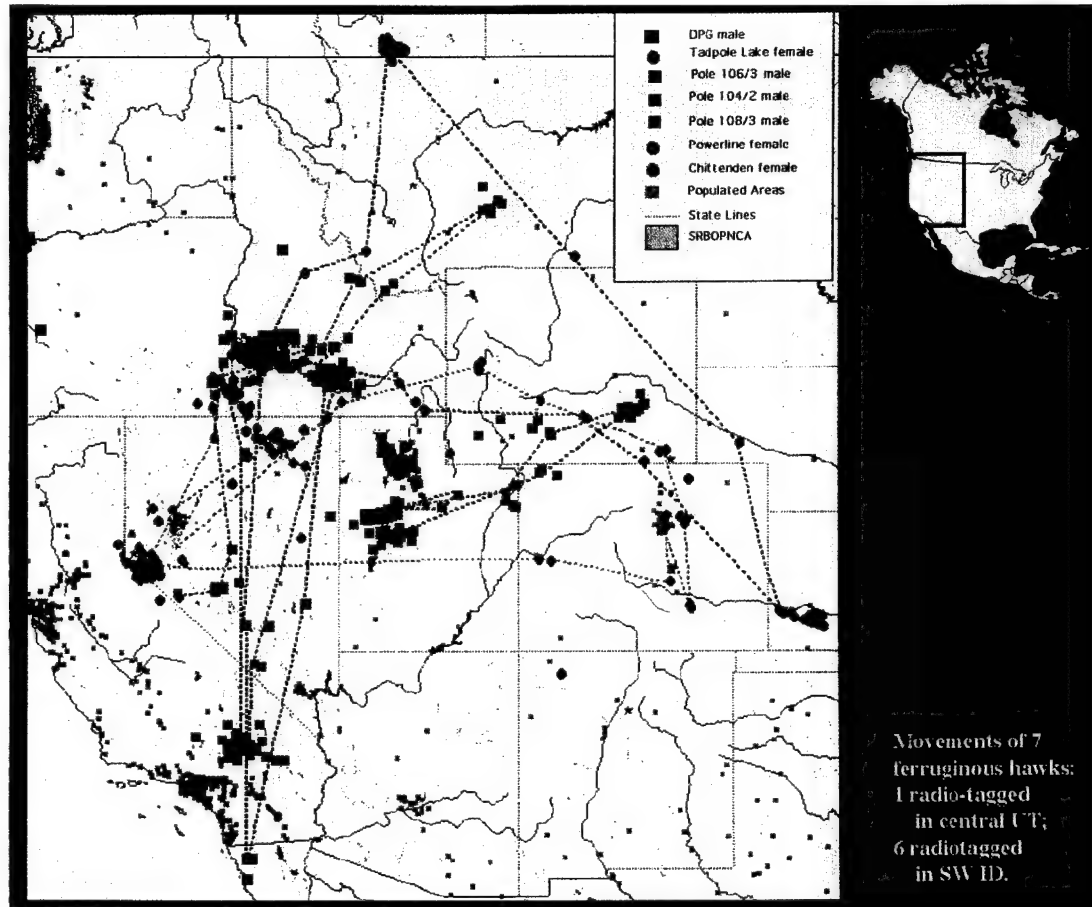 DPG male
Tadpole Lake female
Pole 106/3 male
Pole 104/2 male
Pole 108/3 male
Powerline female
Chittenden female
Populated Areas
State Lines
SRBOPNCA
Movements of 7
ferruginous hawks:
1 radio-tagged
in central UT;
6 radiotagged
in SW ID.